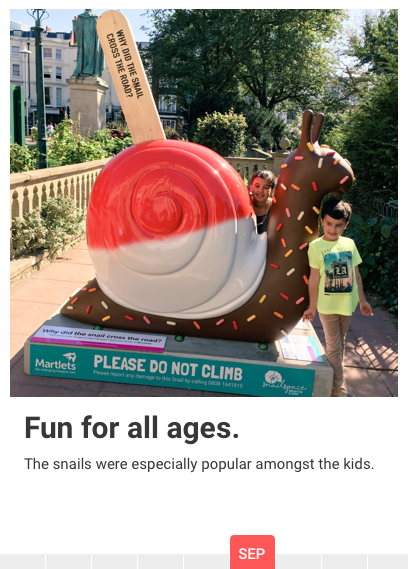 WHY DID THE SNAIL
CROSS THE ROAD?
LA
Why did the snail cross the road?
Martlets
PLEASE DO NOT CLIMB
Please report any damage to this Snail by calling 0808 1641810
snailspace
Fun for all ages.
The snails were especially popular amongst the kids.
SEP